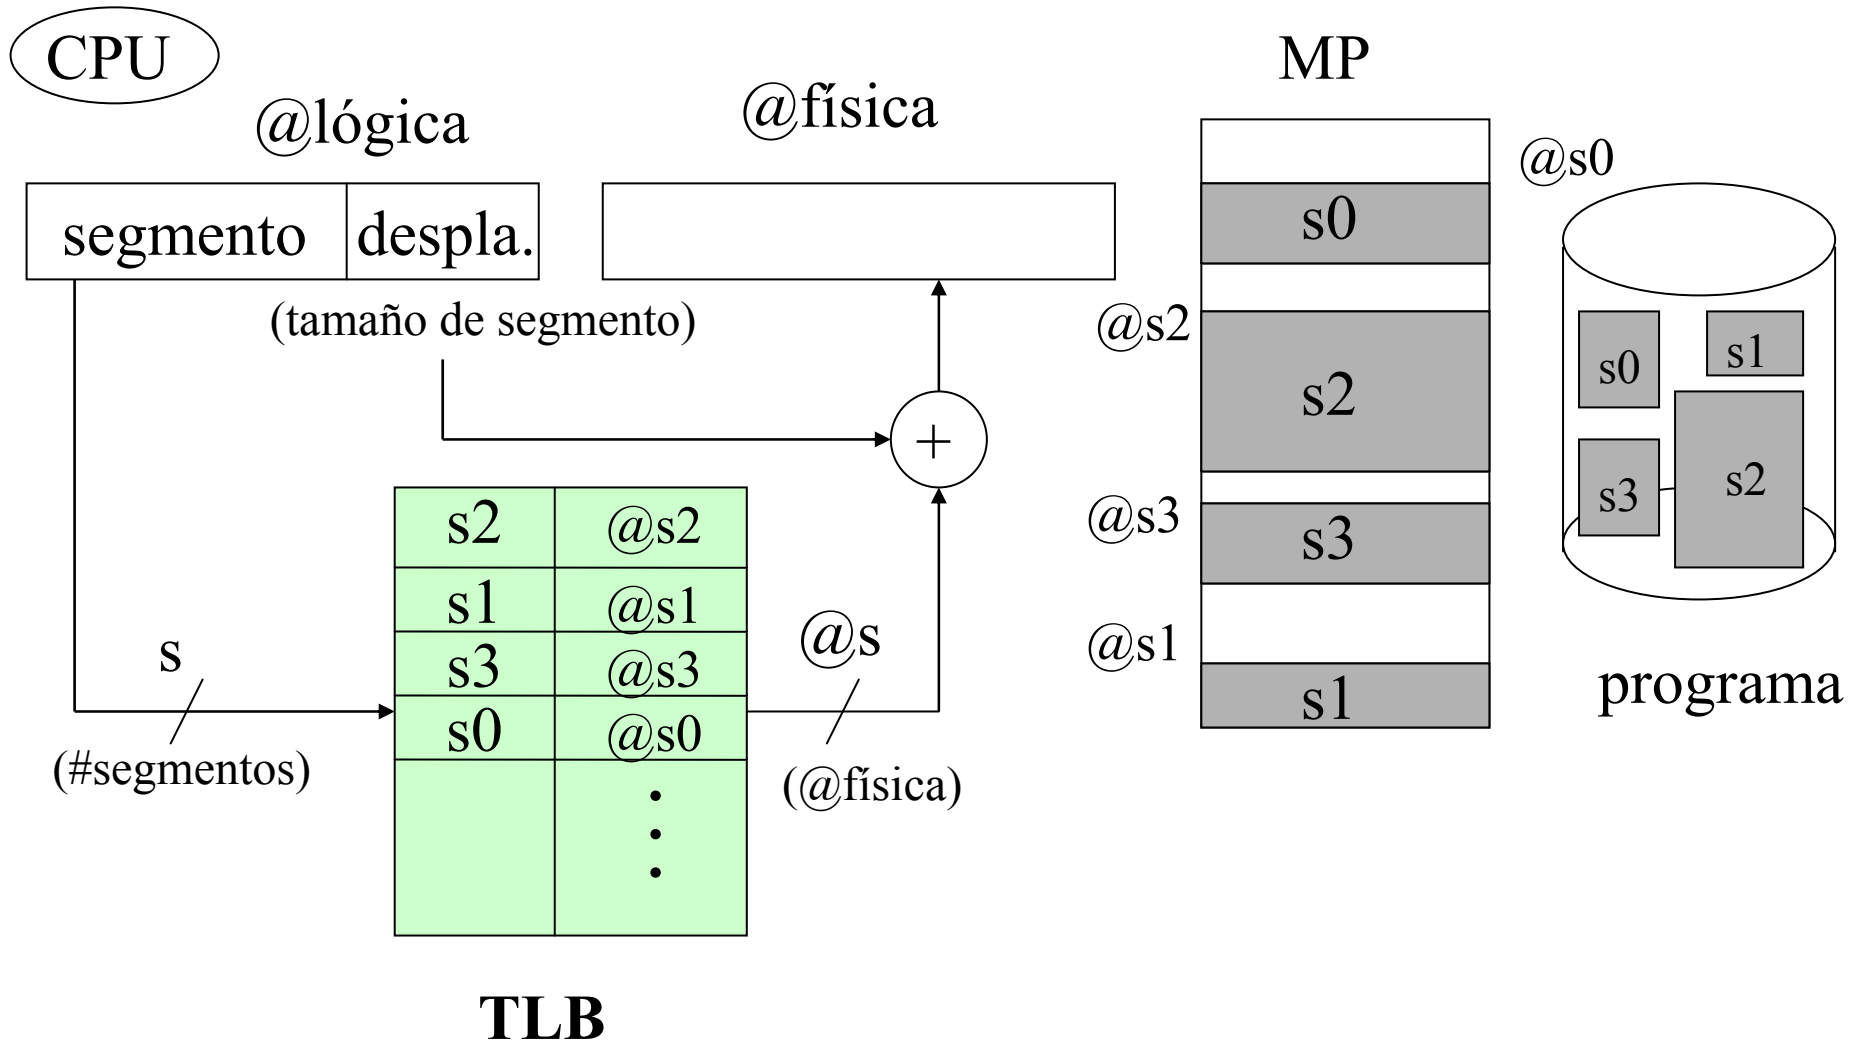 CPU
@lógica
@física
MP
segmento despla.
(tamaño de segmento)
+
s2 @s2
s1 @s1
s3 @s3
s0 @s0
s
(#segmentos)
@s
(@física)
TLB
@s0
s0
@s2
s2
@s3
s3
@s1
s1
s0
s1
s3
s2
programa